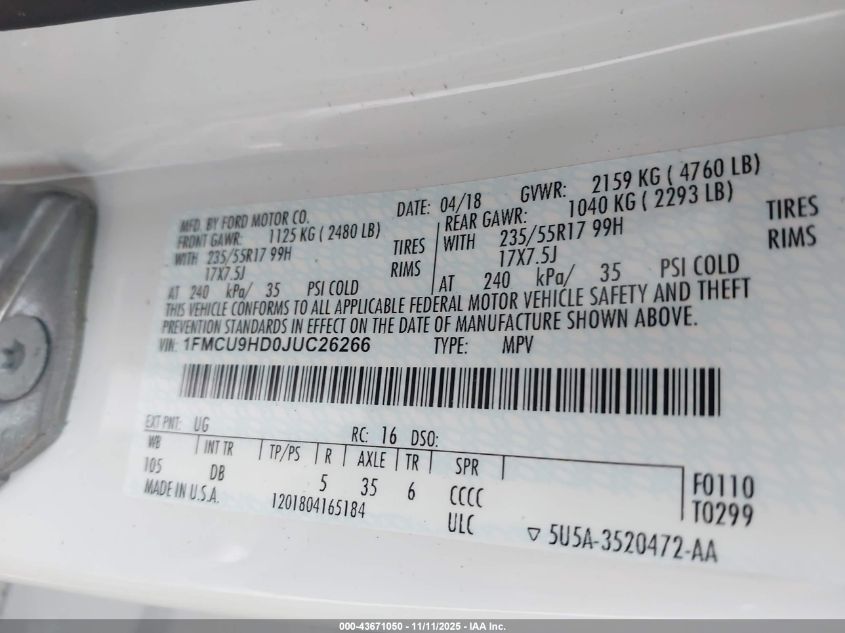 MFD. BY FORD MOTOR CO. DATE: 04/18 GVWR: 2159 KG ( 4760 LB)
FRONT GAWR: 1125 KG ( 2480 LB) REAR GAWR: 1040 KG ( 2293 LB)
WITH 235/55R17 99H TIRES WITH 235/55R17 99H TIRES
17X7.5J RIMS 17X7.5J RIMS
AT 240 kPa/ 35 PSI COLD AT 240 kPa/ 35 PSI COLD
THIS VEHICLE CONFORMS TO ALL APPLICABLE FEDERAL MOTOR VEHICLE SAFETY AND THEFT
PREVENTION STANDARDS IN EFFECT ON THE DATE OF MANUFACTURE SHOWN ABOVE.
VIN: 1FMCU9HD0JUC26266 TYPE: MPV
EXT PNT: UG RC: 16 DSO:
WB INT TR TP/PS R AXLE TR SPR
105 DB 5 35 6 CCCC F0110
MADE IN U.S.A. 1201804165184 ULC T0299
5U5A-3520472-AA
000-43671050 - 11/11/2025 - IAA Inc.